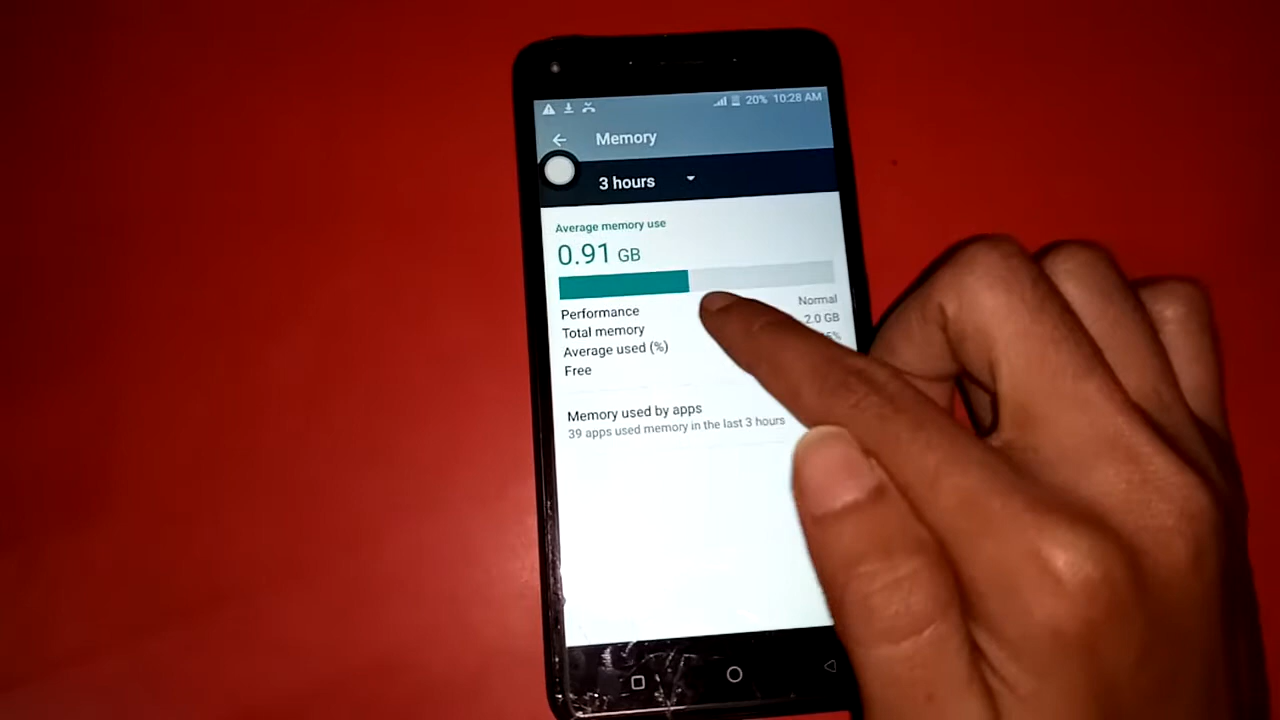 20% 10:28 AM
Memory
3 hours
Average memory use
0.91 GB
Performance Normal
Total memory 2.0 GB
Average used (%)
Free
Memory used by apps
39 apps used memory in the last 3 hours